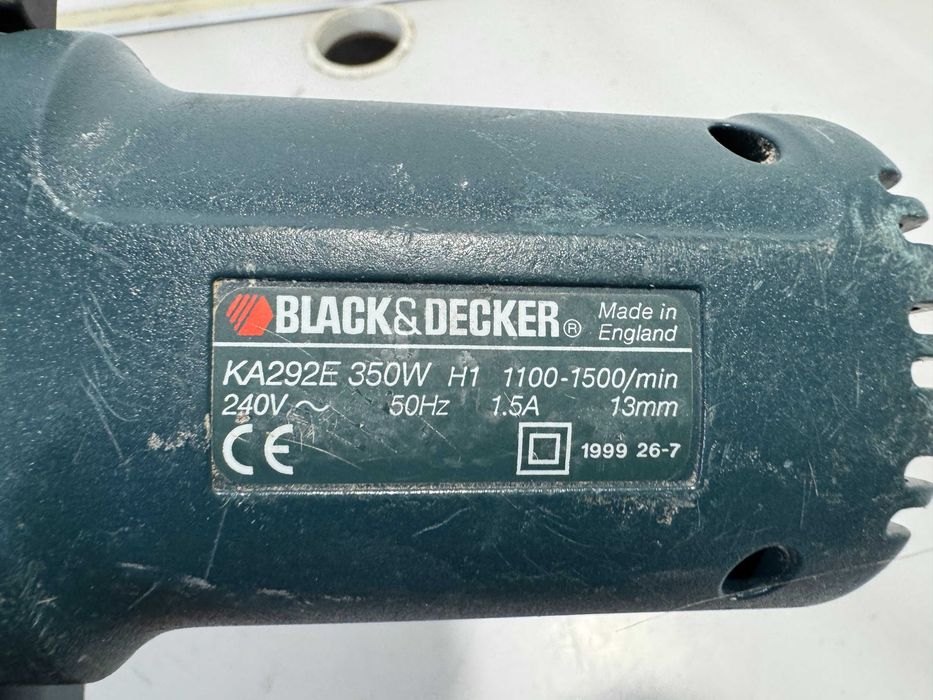 BLACK&DECKER® Made in England
KA292E 350W H1 1100-1500/min
240V ~ 50Hz 1.5A 13mm
CE 1999 26-7